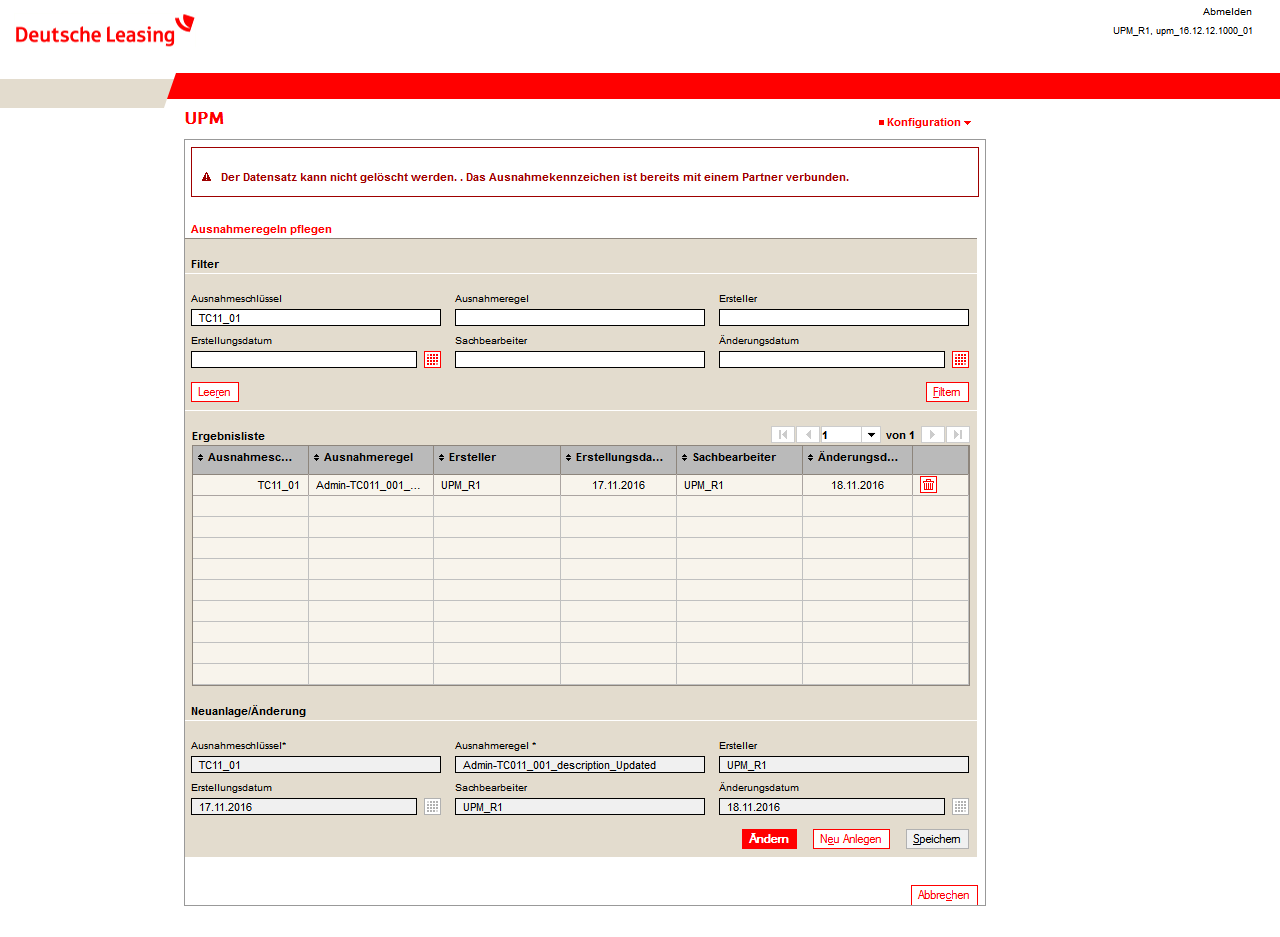 Abmelden
Deutsche Leasing
UPM_R1, upm_16.12.12.1000_01
UPM
Konfiguration
Der Datensatz kann nicht gelöscht werden. . Das Ausnahmekennzeichen ist bereits mit einem Partner verbunden.
Ausnahmeregeln pflegen
Filter
Ausnahmeschlüssel Ausnahmeregel Ersteller
TC11_01
Erstellungsdatum Sachbearbeiter Änderungsdatum
Leeren Filtern
Ergebnisliste 1 von 1
Ausnahmesc... Ausnahmeregel Ersteller Erstellungsda... Sachbearbeiter Änderungsd...
TC11_01 Admin-TC011_001_... UPM_R1 17.11.2016 UPM_R1 18.11.2016
Neuanlage/Änderung
Ausnahmeschlüssel* Ausnahmeregel * Ersteller
TC11_01 Admin-TC011_001_description_Updated UPM_R1
Erstellungsdatum Sachbearbeiter Änderungsdatum
17.11.2016 UPM_R1 18.11.2016
Ändern Neu Anlegen Speichern
Abbrechen